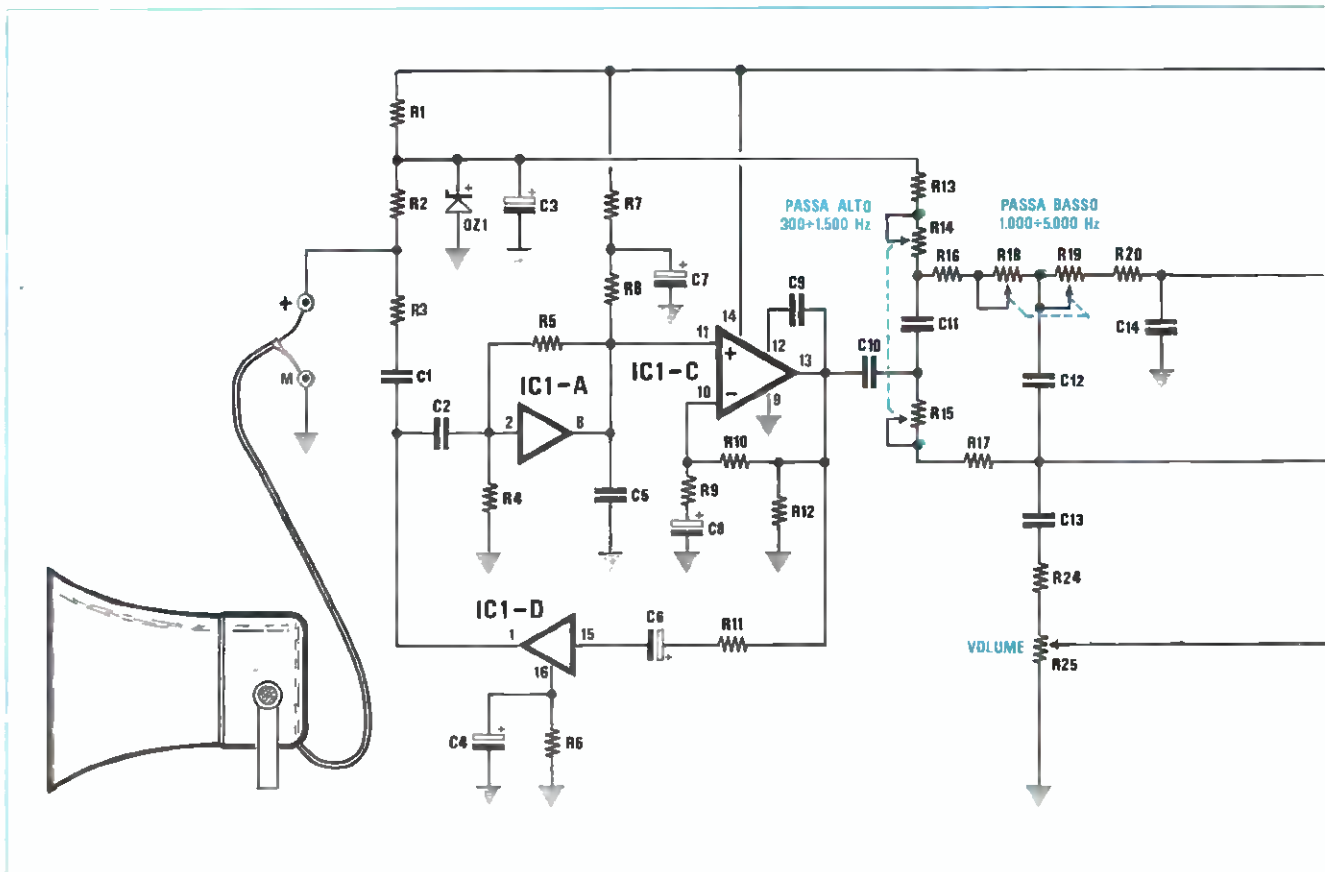 R1
R2
DZ1
+
C3
R7
R13
PASSA ALTO
300÷1.500 Hz
R14
PASSA BASSO
1.000÷5.000 Hz
R16
R18
R19
R20
+
R3
R8
+
C7
C9
C11
C14
R5
14
11
+
12
13
C10
IC1-C
M
C1
IC1-A
10
−
9
C12
C2
2
8
R15
R10
R17
R4
C5
R9
R12
+
C8
C13
R24
IC1-D
C6
1
15
+
R11
VOLUME
R25
16
+
C4
R6